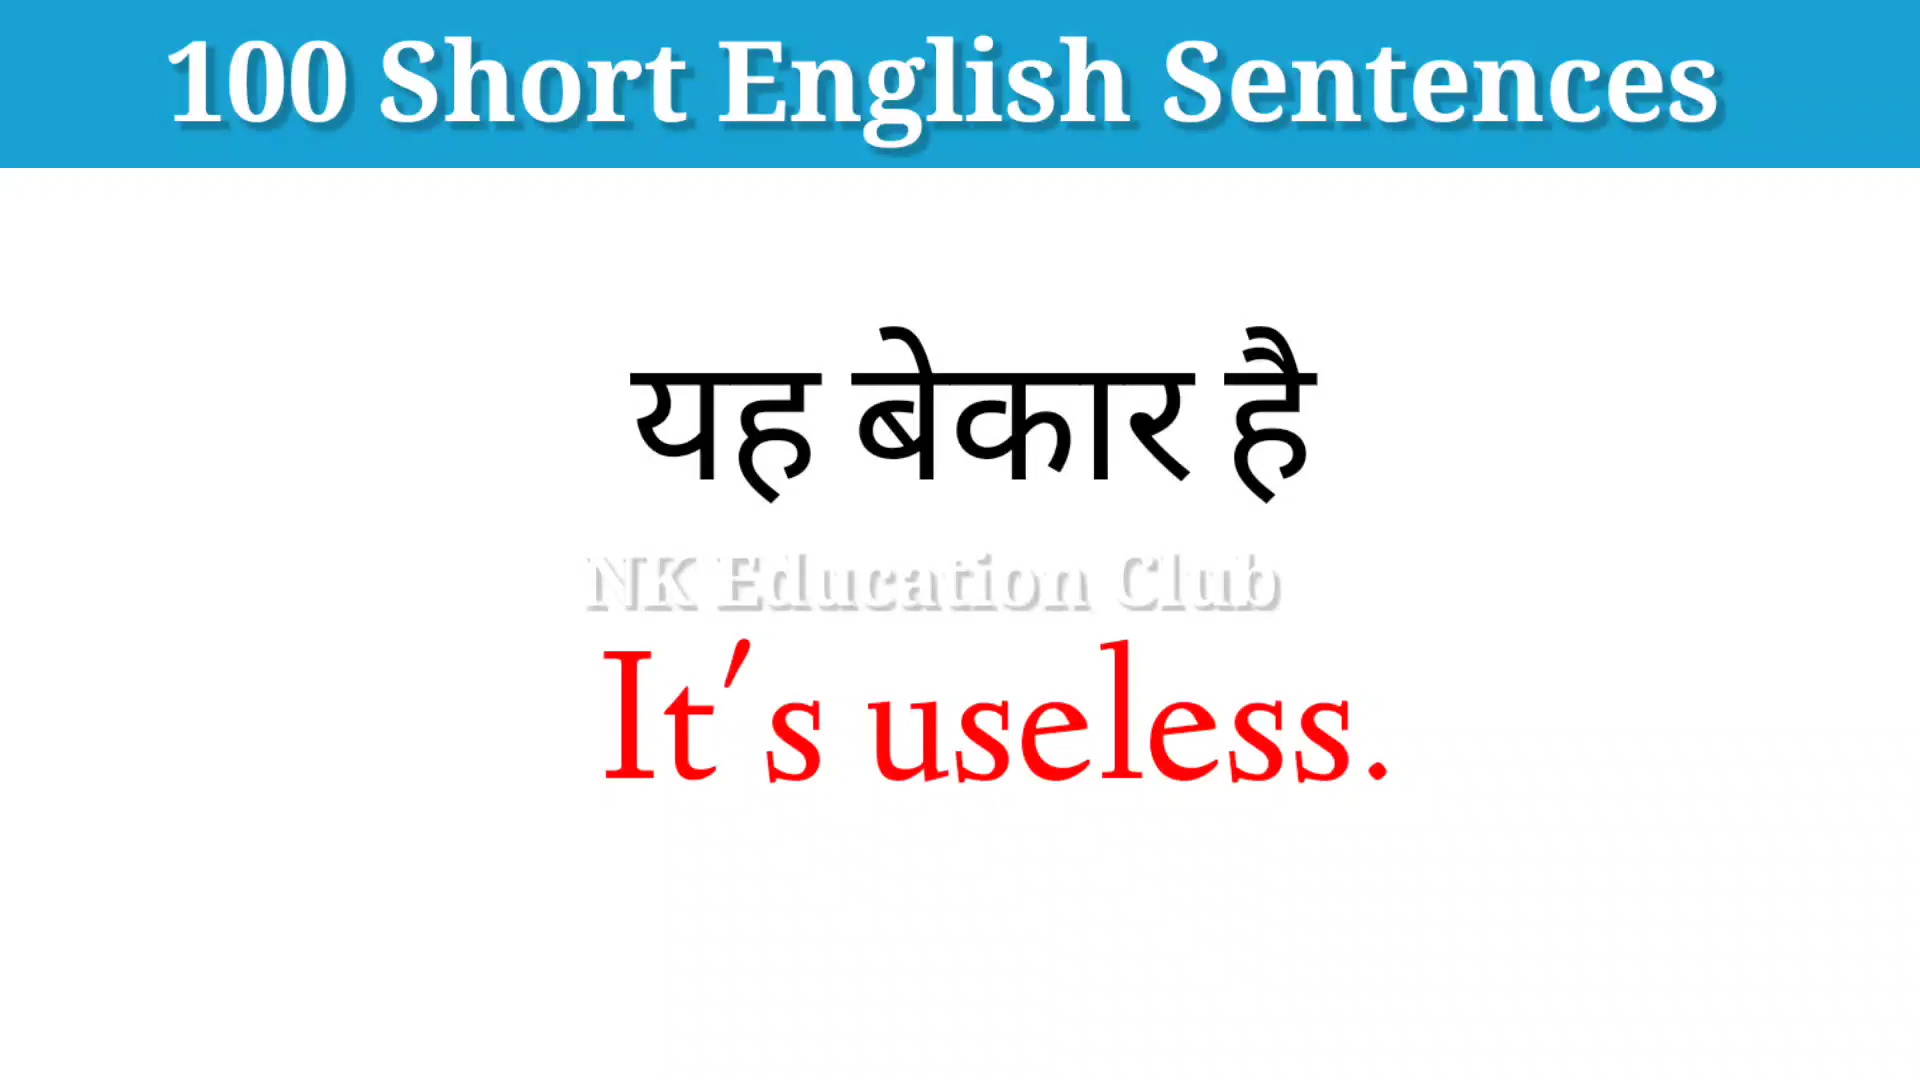 100 Short English Sentences
यह बेकार है
NK Education Club
It's useless.